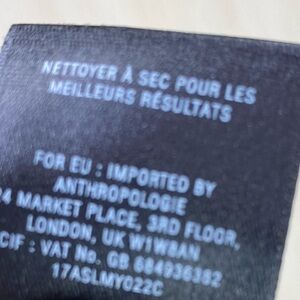 NETTOYER À SEC POUR LES
MEILLEURS RÉSULTATS
FOR EU : IMPORTED BY
ANTHROPOLOGIE
24 MARKET PLACE, 3RD FLOOR,
LONDON, UK W1W8AN
CIF : VAT No. GB 684936382
17ASLMY022C